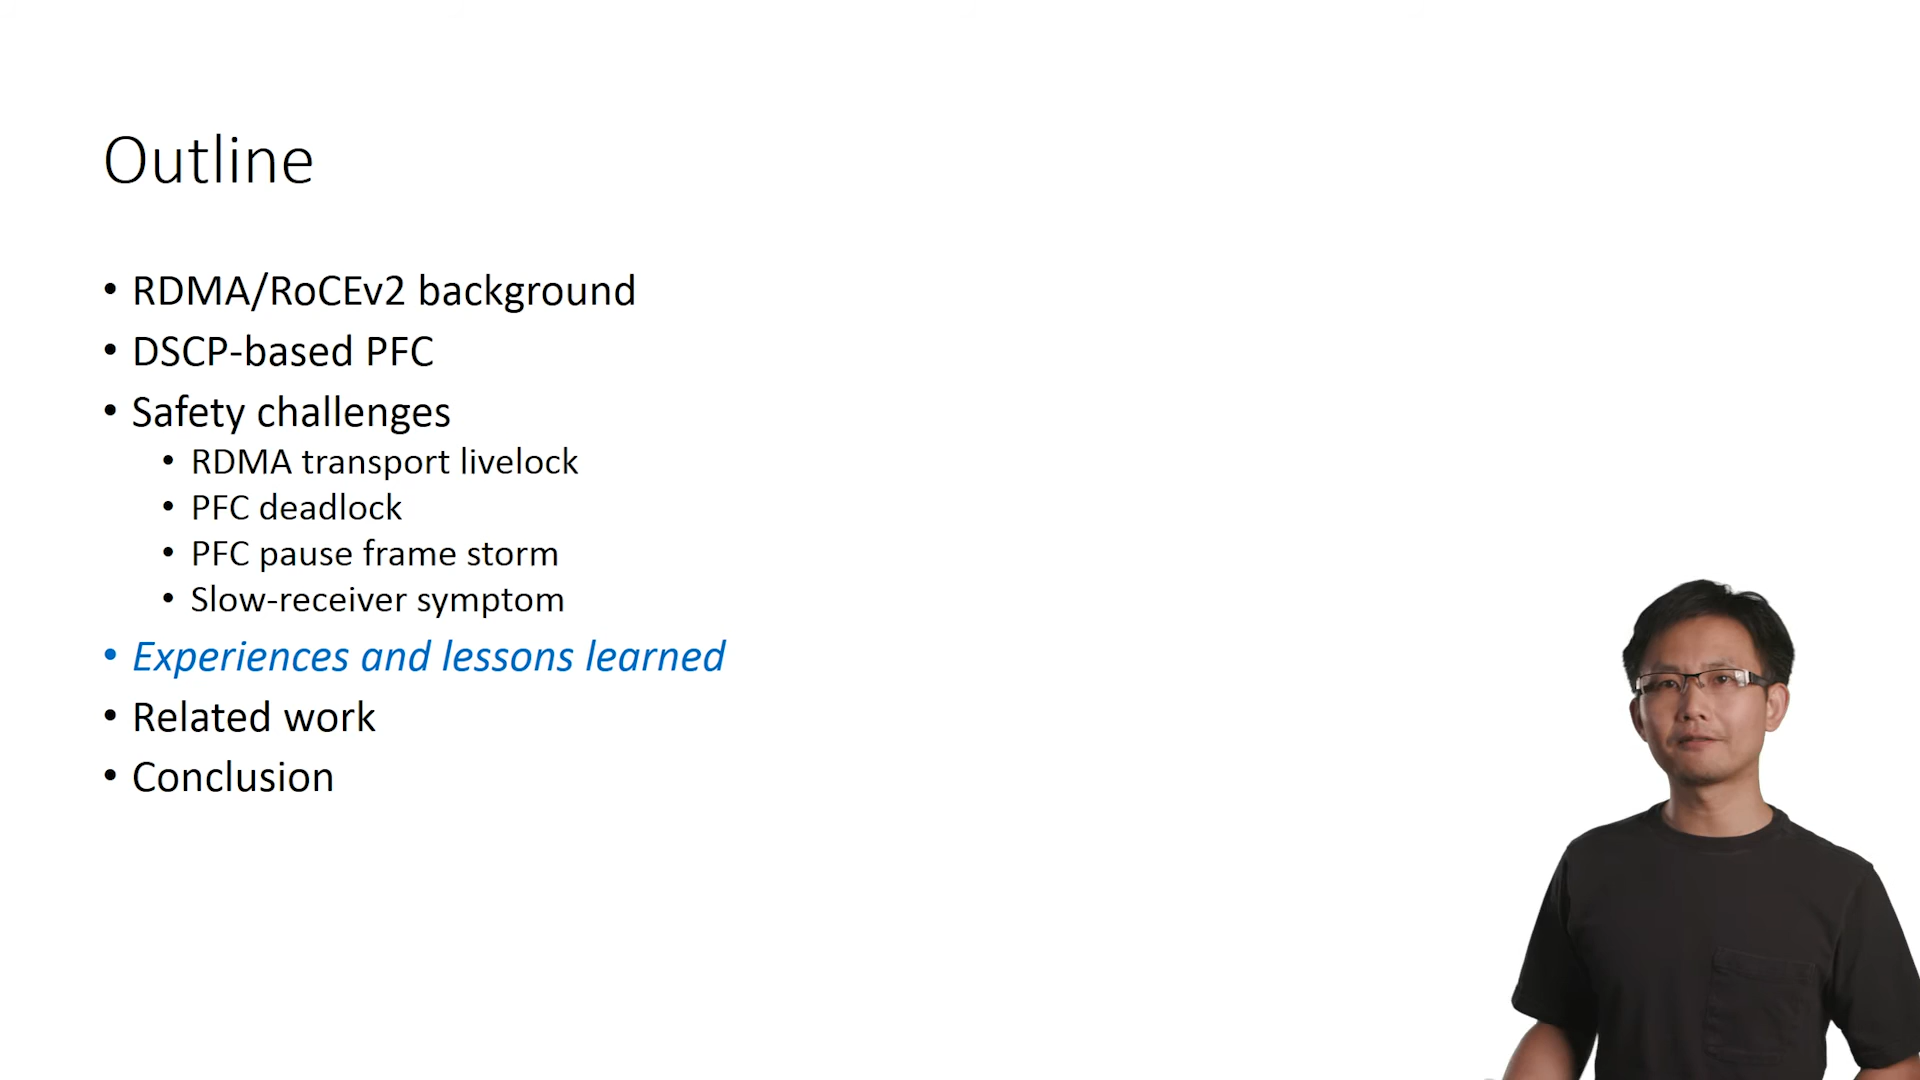 Outline
• RDMA/RoCEv2 background
• DSCP-based PFC
• Safety challenges
• RDMA transport livelock
• PFC deadlock
• PFC pause frame storm
• Slow-receiver symptom
• Experiences and lessons learned
• Related work
• Conclusion